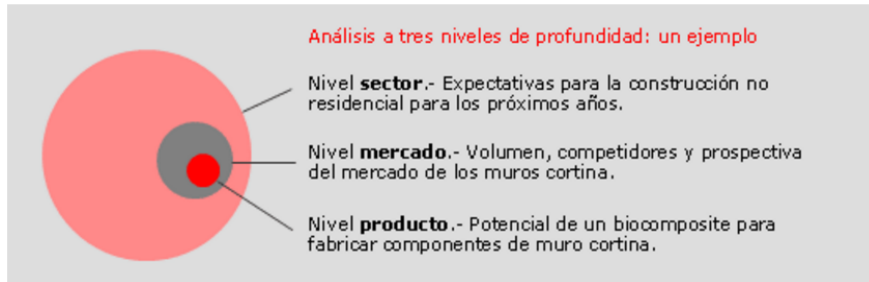 Análisis a tres niveles de profundidad: un ejemplo
Nivel sector.- Expectativas para la construcción no
residencial para los próximos años.
Nivel mercado.- Volumen, competidores y prospectiva
del mercado de los muros cortina.
Nivel producto.- Potencial de un biocomposite para
fabricar componentes de muro cortina.